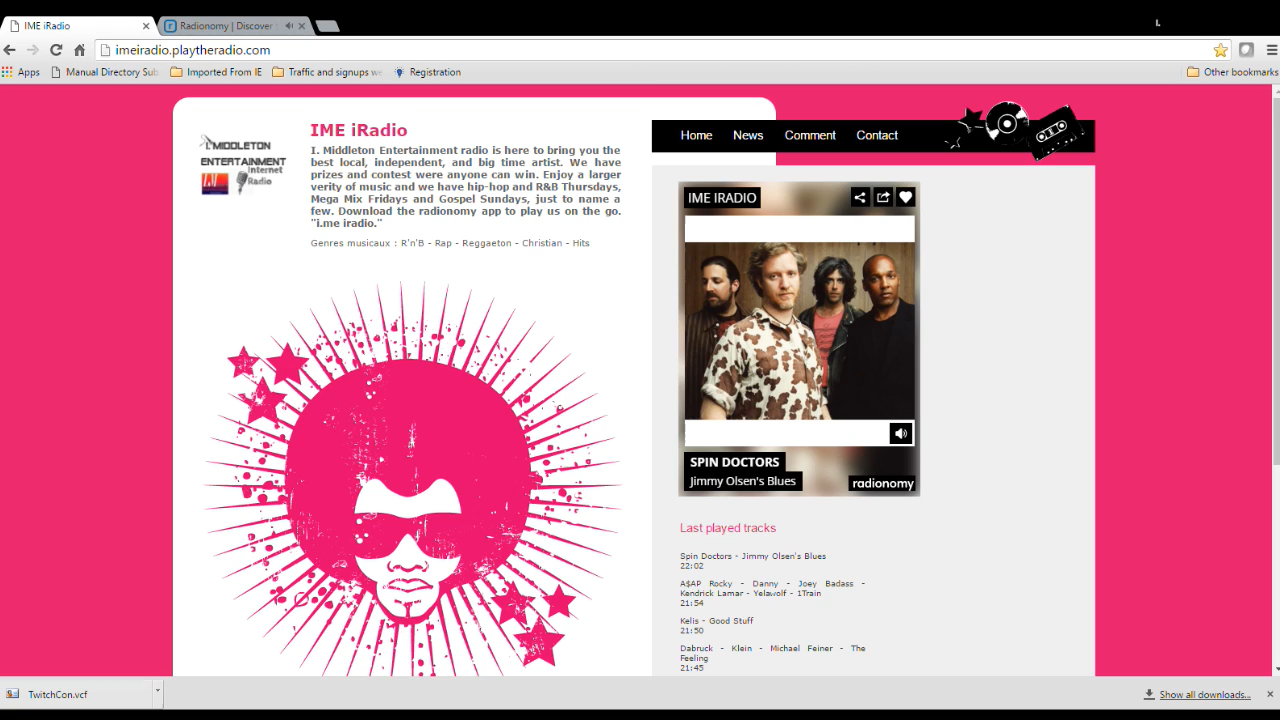 IME iRadio
Radionomy | Discover
imeiradio.playtheradio.com
Apps
Manual Directory Sub
Imported From IE
Traffic and signups we
Registration
Other bookmarks
I. MIDDLETON
ENTERTAINMENT
Internet
Radio
IME iRadio
I. Middleton Entertainment radio is here to bring you the
best local, independent, and big time artist. We have
prizes and contest were anyone can win. Enjoy a larger
verity of music and we have hip-hop and R&B Thursdays,
Mega Mix Fridays and Gospel Sundays, just to name a
few. Download the radionomy app to play us on the go.
"i.me iradio."
Genres musicaux : R'n'B - Rap - Reggaeton - Christian - Hits
Home
News
Comment
Contact
IME IRADIO
SPIN DOCTORS
Jimmy Olsen's Blues
radionomy
Last played tracks
Spin Doctors - Jimmy Olsen's Blues
22:02
A$AP Rocky - Danny - Joey Badass -
Kendrick Lamar - Yelawolf - 1Train
21:54
Kelis - Good Stuff
21:50
Dabruck - Klein - Michael Feiner - The
Feeling
21:45
TwitchCon.vcf
Show all downloads...